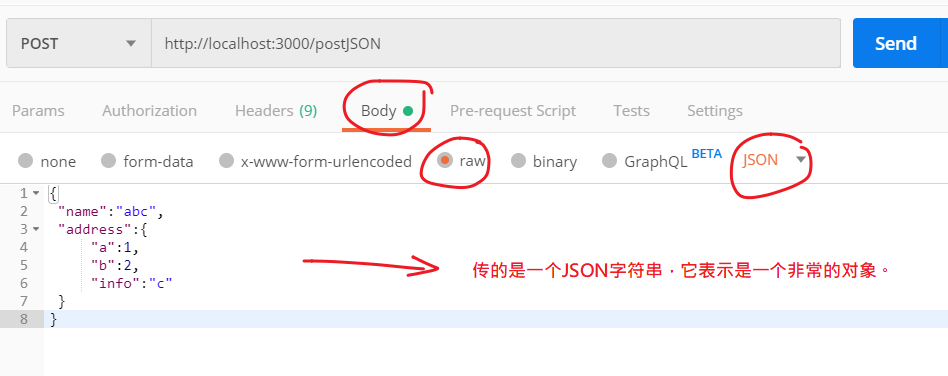 POST http://localhost:3000/postJSON Send
Params Authorization Headers (9) Body Pre-request Script Tests Settings
none form-data x-www-form-urlencoded raw binary GraphQL BETA JSON
1 {
2 "name":"abc",
3 "address":{
4 "a":1,
5 "b":2,
6 "info":"c"
7 }
8 }
传的是一个JSON字符串，它表示是一个非常的对象。